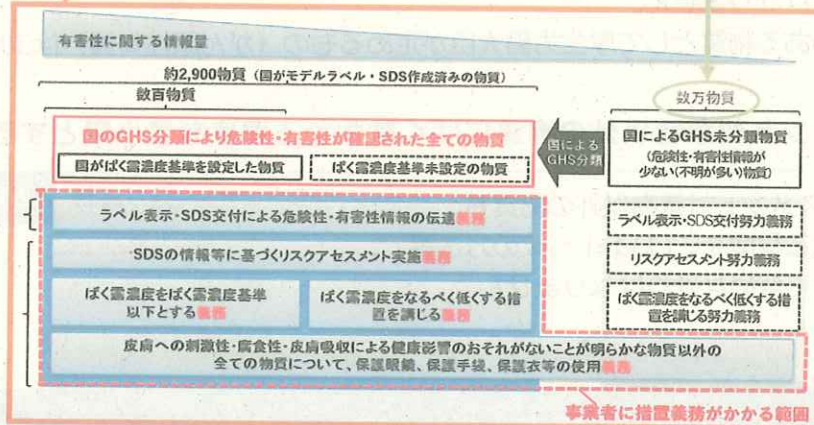 有害性に関する情報量
約2,900物質（国がモデルラベル・SDS作成済みの物質）
数百物質
数万物質
国のGHS分類により危険性・有害性が確認された全ての物質
国がばく露濃度基準を設定した物質
ばく露濃度基準未設定の物質
国による
GHS分類
国によるGHS未分類物質
（危険性・有害性情報が
少ない（不明が多い）物質）
ラベル表示・SDS交付による危険性・有害性情報の伝達義務
SDSの情報等に基づくリスクアセスメント実施義務
ばく露濃度をばく露濃度基準
以下とする義務
ばく露濃度をなるべく低くする措
置を講じる義務
ラベル表示・SDS交付努力義務
リスクアセスメント努力義務
ばく露濃度をなるべく低くする措
置を講じる努力義務
皮膚への刺激性・腐食性・皮膚吸収による健康影響のおそれがないことが明らかな物質以外の
全ての物質について、保護眼鏡、保護手袋、保護衣等の使用義務
事業者に措置義務がかかる範囲